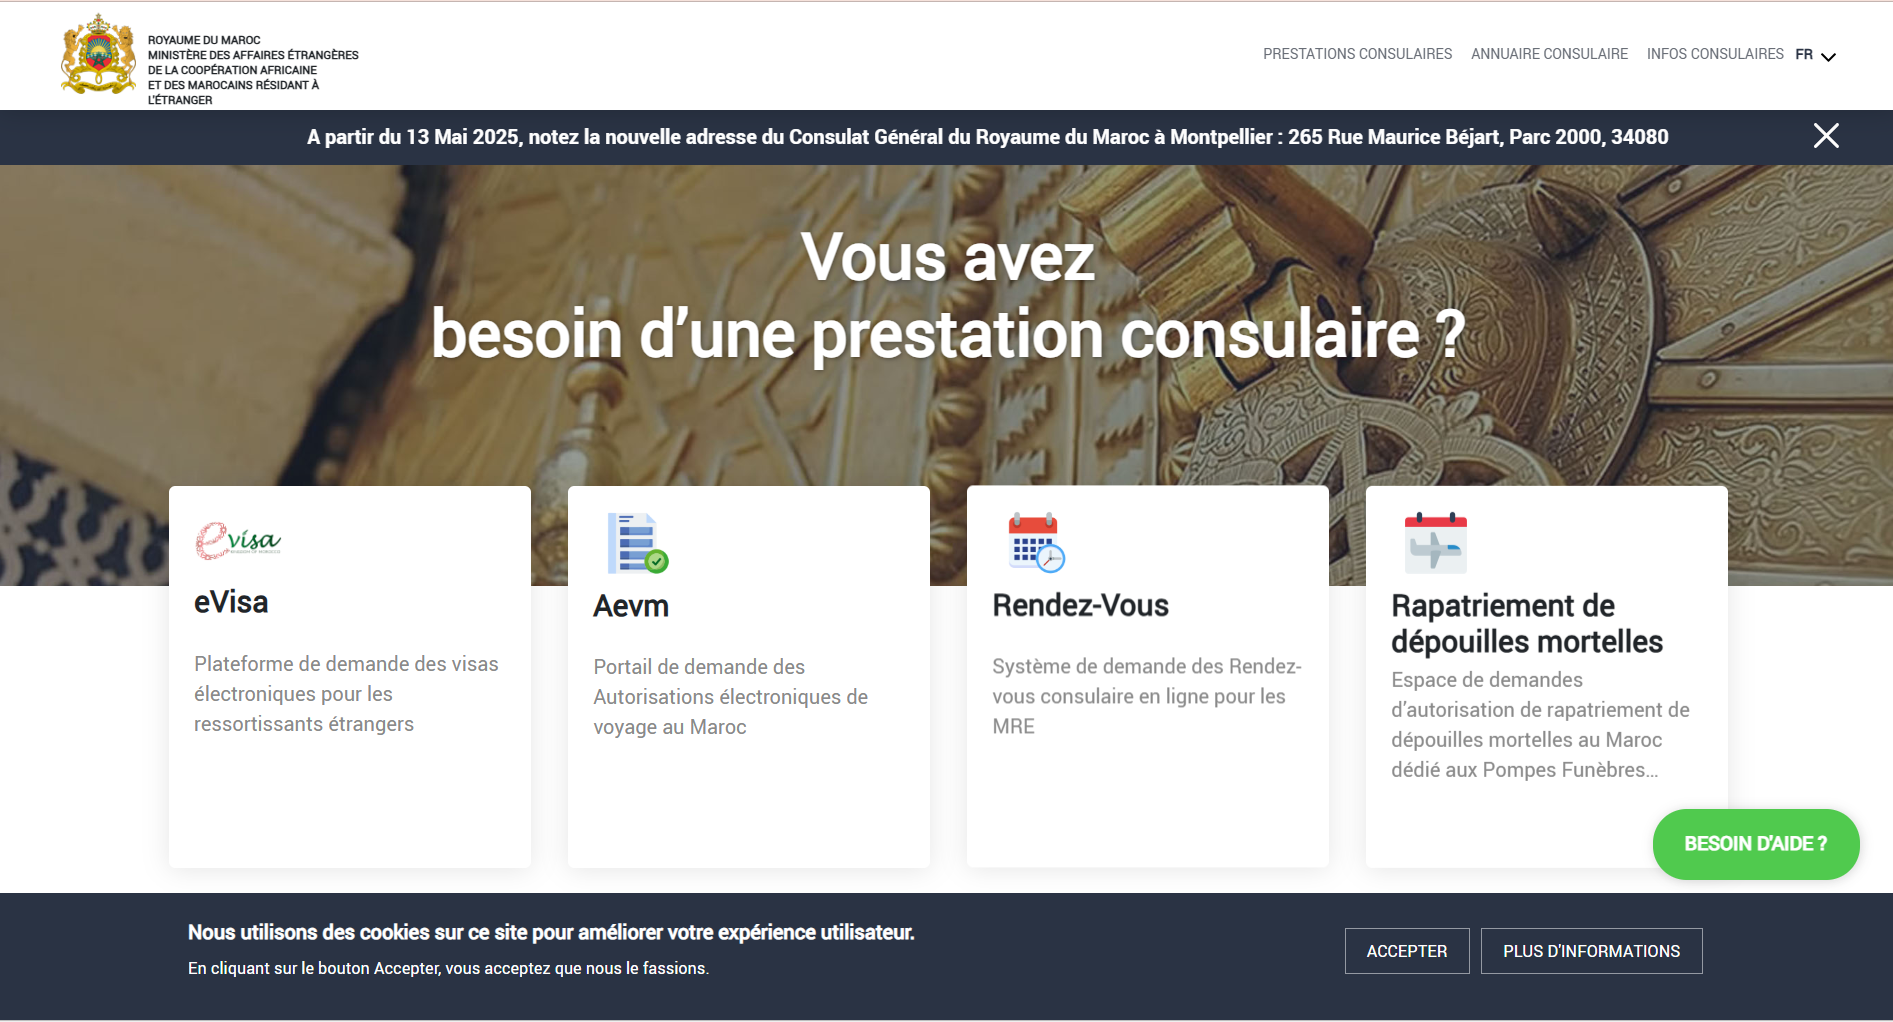 ROYAUME DU MAROC
MINISTÈRE DES AFFAIRES ÉTRANGÈRES
DE LA COOPÉRATION AFRICAINE
ET DES MAROCAINS RÉSIDANT À
L'ÉTRANGER
PRESTATIONS CONSULAIRES
ANNUAIRE CONSULAIRE
INFOS CONSULAIRES
FR
A partir du 13 Mai 2025, notez la nouvelle adresse du Consulat Général du Royaume du Maroc à Montpellier : 265 Rue Maurice Béjart, Parc 2000, 34080
Vous avez
besoin d’une prestation consulaire ?
evisa
KINGDOM OF MOROCCO
eVisa
Plateforme de demande des visas
électroniques pour les
ressortissants étrangers
Aevm
Portail de demande des
Autorisations électroniques de
voyage au Maroc
Rendez-Vous
Système de demande des Rendez-
vous consulaire en ligne pour les
MRE
Rapatriement de
dépouilles mortelles
Espace de demandes
d’autorisation de rapatriement de
dépouilles mortelles au Maroc
dédié aux Pompes Funèbres...
BESOIN D'AIDE ?
Nous utilisons des cookies sur ce site pour améliorer votre expérience utilisateur.
En cliquant sur le bouton Accepter, vous acceptez que nous le fassions.
ACCEPTER
PLUS D'INFORMATIONS